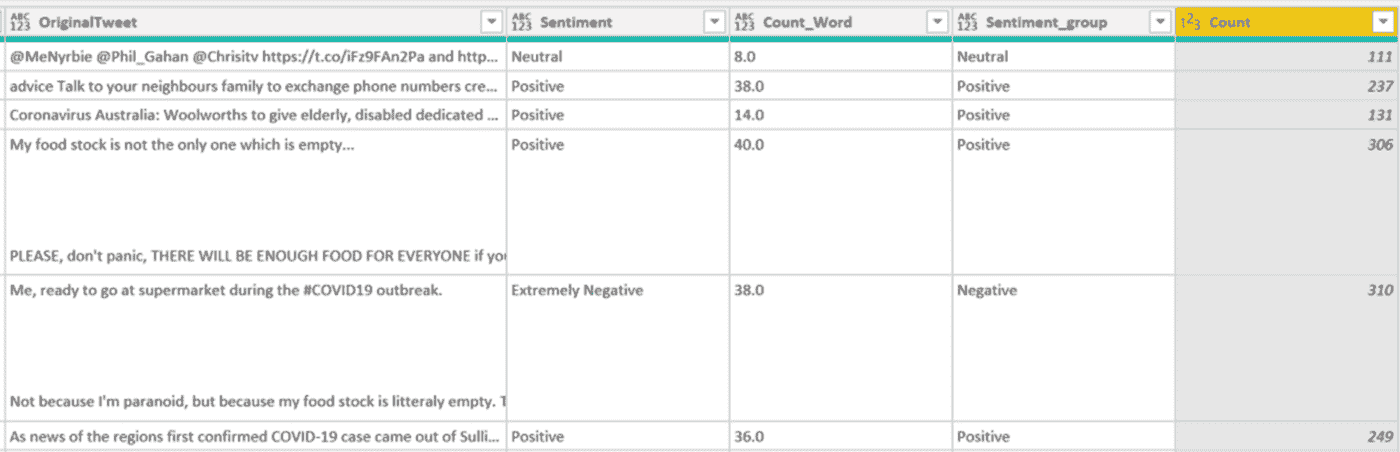 ABC 123 OriginalTweet ABC 123 Sentiment ABC 123 Count_Word ABC 123 Sentiment_group 123 Count
@MeNyrbie @Phil_Gahan @Chrisitv https://t.co/iFz9FAn2Pa and http... Neutral 8.0 Neutral 111
advice Talk to your neighbours family to exchange phone numbers cre... Positive 38.0 Positive 237
Coronavirus Australia: Woolworths to give elderly, disabled dedicated ... Positive 14.0 Positive 131
My food stock is not the only one which is empty... Positive 40.0 Positive 306
PLEASE, don't panic, THERE WILL BE ENOUGH FOOD FOR EVERYONE if you
Me, ready to go at supermarket during the #COVID19 outbreak. Extremely Negative 38.0 Negative 310
Not because I'm paranoid, but because my food stock is litteraly empty.
As news of the regions first confirmed COVID-19 case came out of Sulli... Positive 36.0 Positive 249